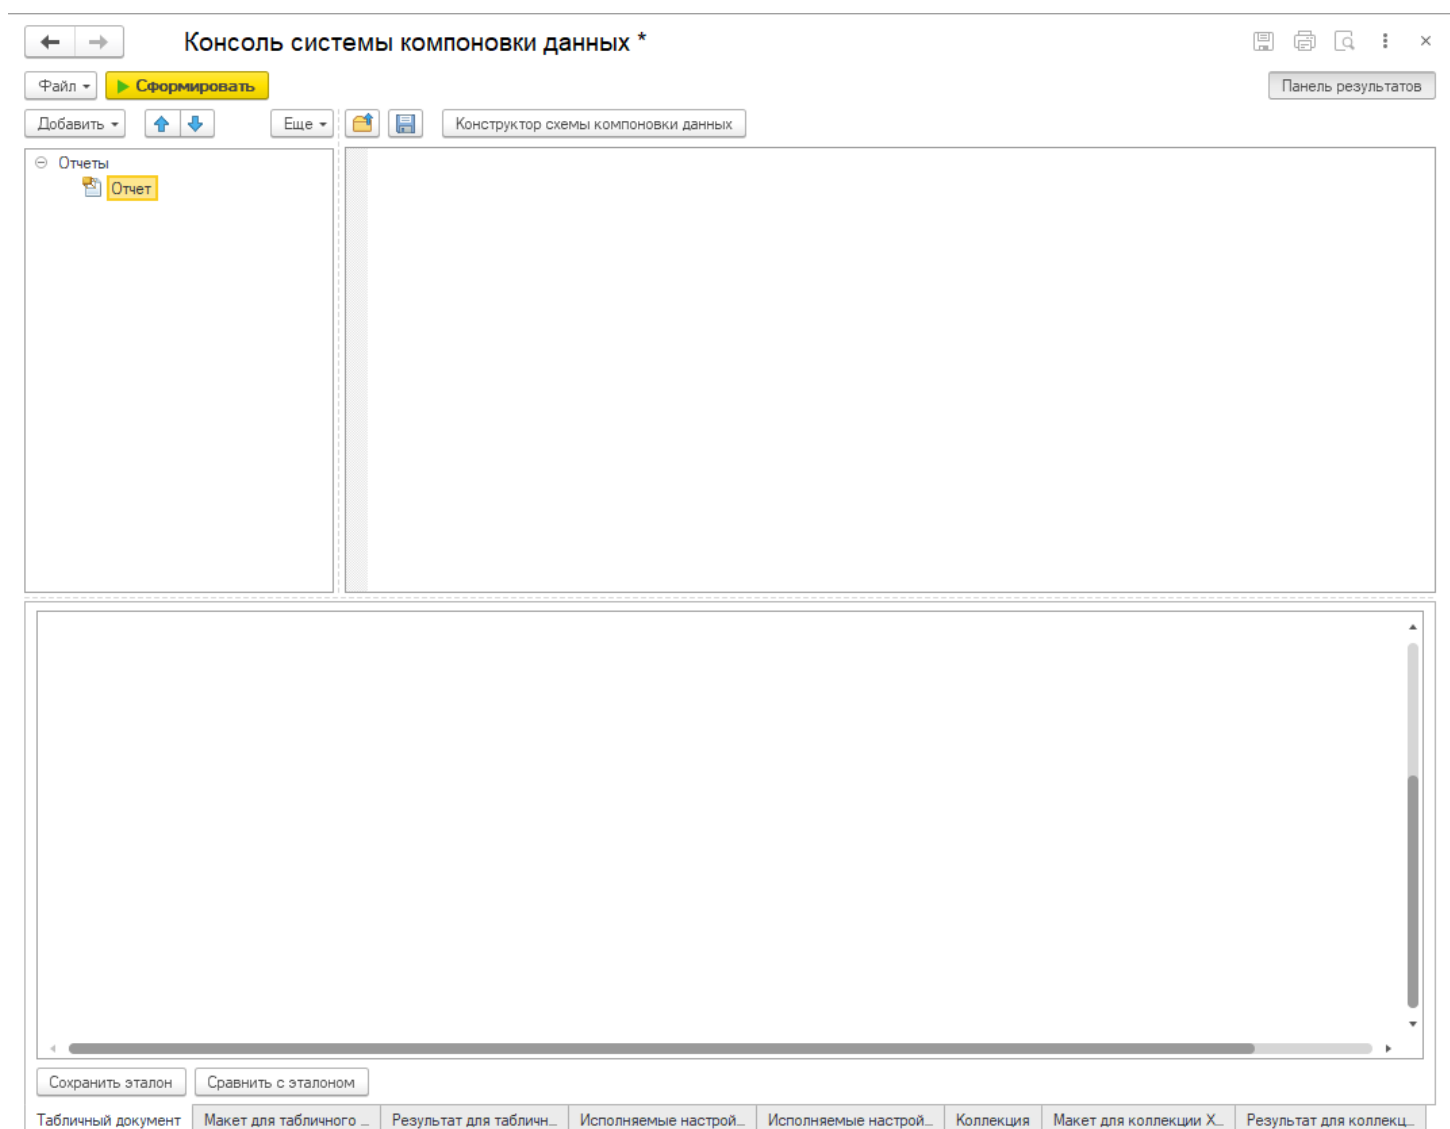 Консоль системы компоновки данных *
Файл
Сформировать
Панель результатов
Добавить
Еще
Конструктор схемы компоновки данных
Отчеты
Отчет
Сохранить эталон
Сравнить с эталоном
Табличный документ
Макет для табличного ...
Результат для табличн...
Исполняемые настрой...
Исполняемые настрой...
Коллекция
Макет для коллекции X...
Результат для коллекц...